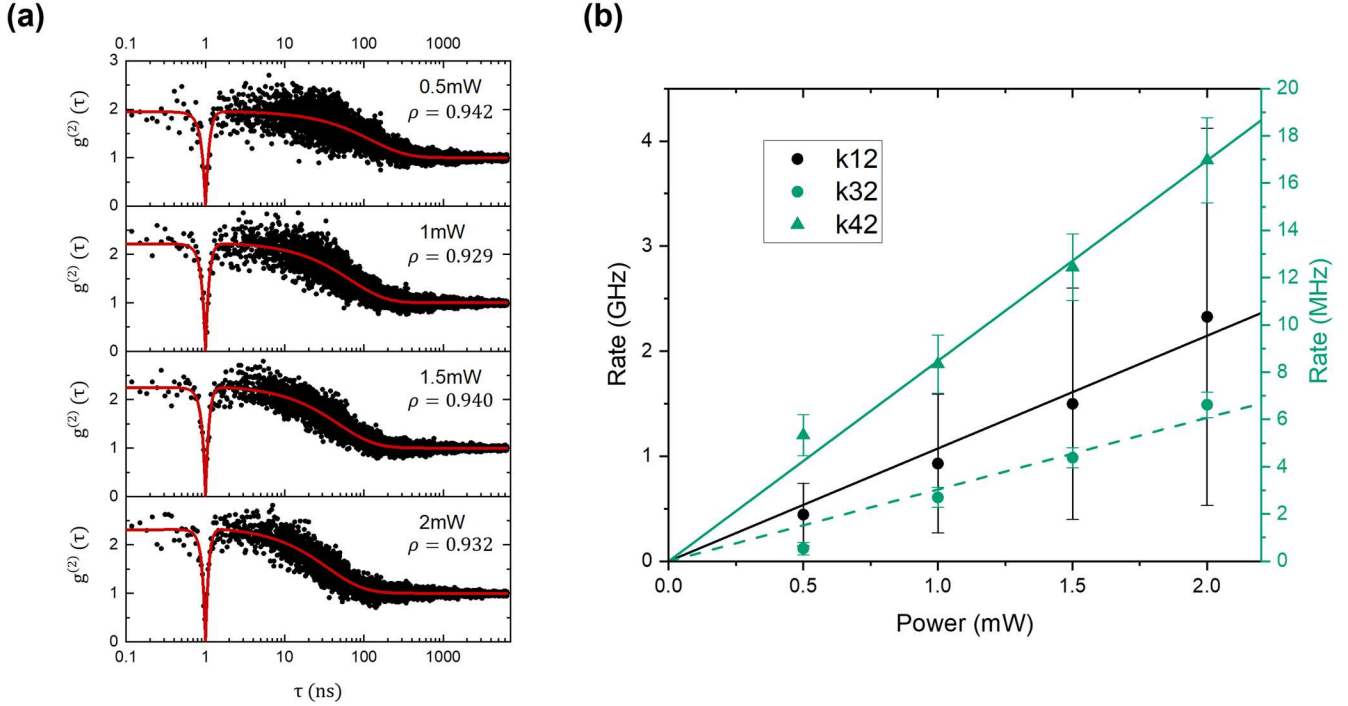 (a)
0.1 1 10 100 1000
3
2
1
0
g⁽²⁾ (τ)
0.5mW
ρ = 0.942
2
1
0
g⁽²⁾ (τ)
1mW
ρ = 0.929
2
1
0
g⁽²⁾ (τ)
1.5mW
ρ = 0.940
2
1
0
g⁽²⁾ (τ)
2mW
ρ = 0.932
0.1 1 10 100 1000
τ (ns)
(b)
k12
k32
k42
4
3
2
1
0
Rate (GHz)
20
18
16
14
12
10
8
6
4
2
0
Rate (MHz)
0.0 0.5 1.0 1.5 2.0
Power (mW)